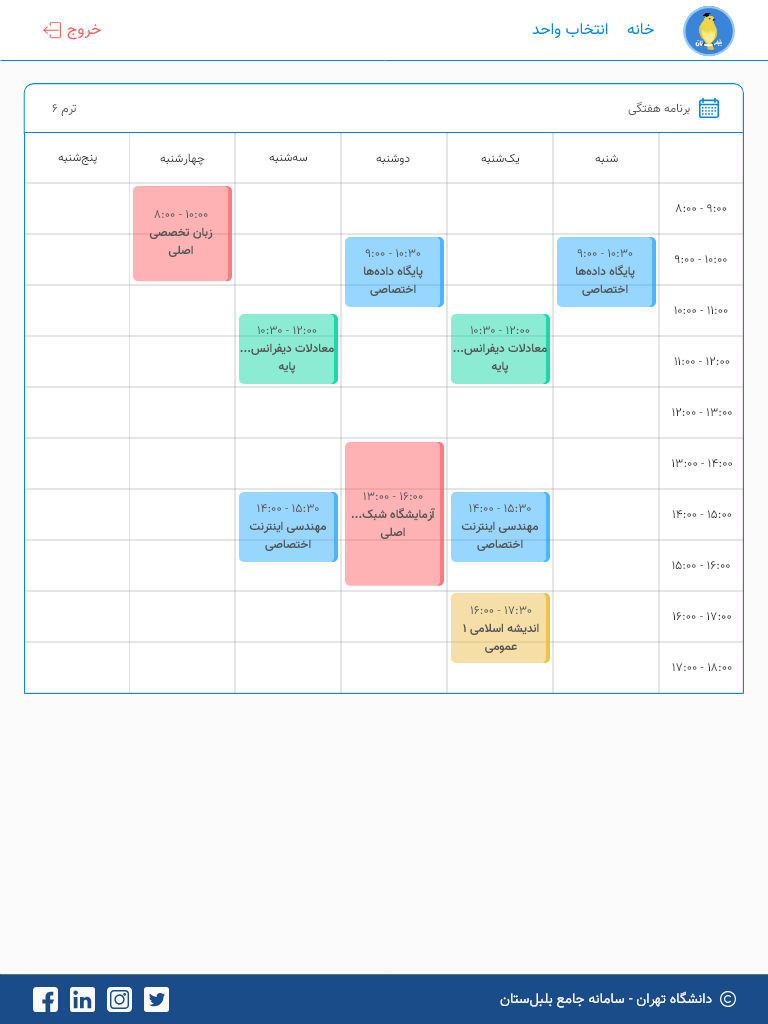 خانه
انتخاب واحد
خروج
برنامه هفتگی
ترم ۶
شنبه
یک‌شنبه
دوشنبه
سه‌شنبه
چهارشنبه
پنج‌شنبه
۸:۰۰ - ۹:۰۰
۹:۰۰ - ۱۰:۰۰
۱۰:۰۰ - ۱۱:۰۰
۱۱:۰۰ - ۱۲:۰۰
۱۲:۰۰ - ۱۳:۰۰
۱۳:۰۰ - ۱۴:۰۰
۱۴:۰۰ - ۱۵:۰۰
۱۵:۰۰ - ۱۶:۰۰
۱۶:۰۰ - ۱۷:۰۰
۱۷:۰۰ - ۱۸:۰۰
۹:۰۰ - ۱۰:۳۰
پایگاه داده‌ها
اختصاصی
۱۰:۳۰ - ۱۲:۰۰
معادلات دیفرانس...
پایه
۱۴:۰۰ - ۱۵:۳۰
مهندسی اینترنت
اختصاصی
۱۶:۰۰ - ۱۷:۳۰
اندیشه اسلامی ۱
عمومی
۹:۰۰ - ۱۰:۳۰
پایگاه داده‌ها
اختصاصی
۱۳:۰۰ - ۱۶:۰۰
آزمایشگاه شبک...
اصلی
۱۰:۳۰ - ۱۲:۰۰
معادلات دیفرانس...
پایه
۱۴:۰۰ - ۱۵:۳۰
مهندسی اینترنت
اختصاصی
۸:۰۰ - ۱۰:۰۰
زبان تخصصی
اصلی
© دانشگاه تهران - سامانه جامع بلبل‌ستان